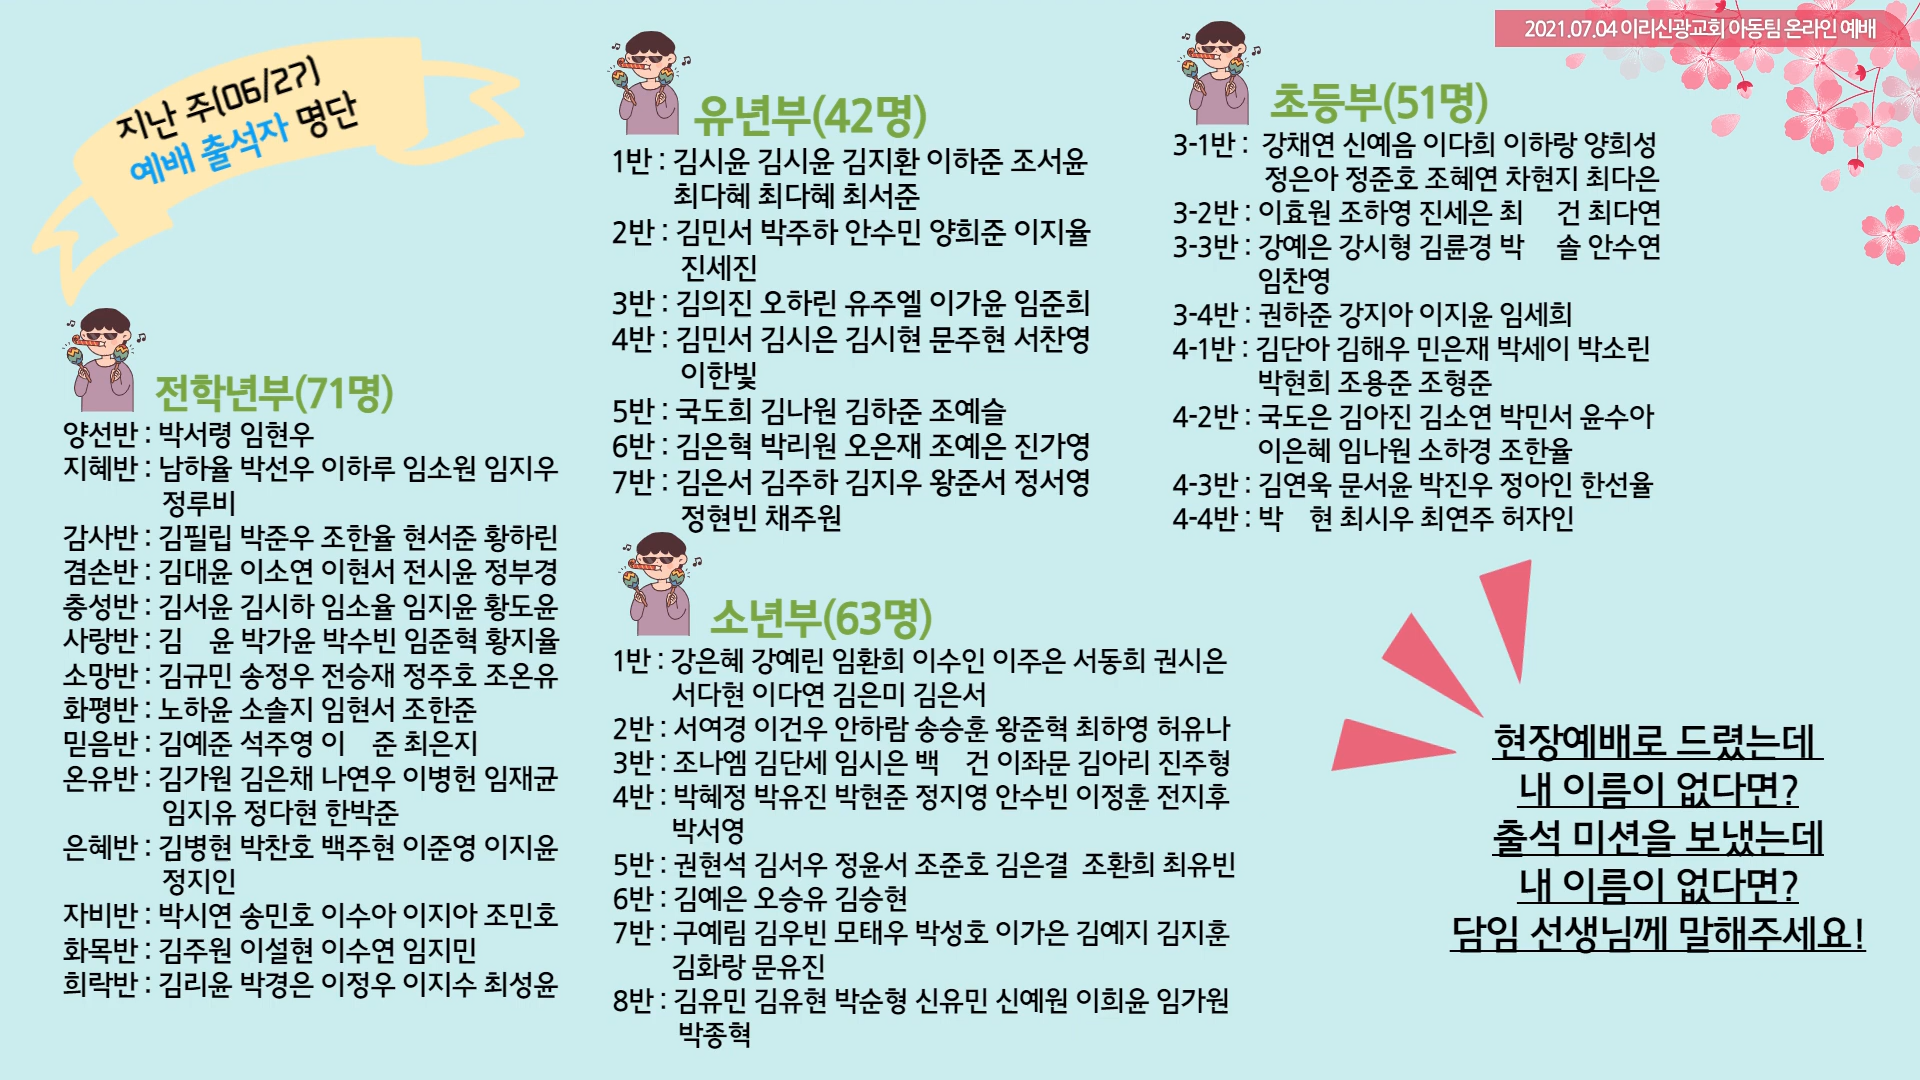 2021.07.04 이리신광교회 아동팀 온라인 예배
지난 주(06/27)
예배 출석자 명단
전학년부(71명)
양선반 : 박서령 임현우
지혜반 : 남하율 박선우 이하루 임소원 임지우
정루비
감사반 : 김필립 박준우 조한율 현서준 황하린
겸손반 : 김대윤 이소연 이현서 전시윤 정부경
충성반 : 김서윤 김시하 임소율 임지윤 황도윤
사랑반 : 김 윤 박가윤 박수빈 임준혁 황지율
소망반 : 김규민 송정우 전승재 정주호 조온유
화평반 : 노하윤 소솔지 임현서 조한준
믿음반 : 김예준 석주영 이 준 최은지
온유반 : 김가원 김은채 나연우 이병헌 임재균
임지유 정다현 한박준
은혜반 : 김병현 박찬호 백주현 이준영 이지윤
정지인
자비반 : 박시연 송민호 이수아 이지아 조민호
화목반 : 김주원 이설현 이수연 임지민
희락반 : 김리윤 박경은 이정우 이지수 최성윤
유년부(42명)
1반 : 김시윤 김시윤 김지환 이하준 조서윤
최다혜 최다혜 최서준
2반 : 김민서 박주하 안수민 양희준 이지율
진세진
3반 : 김의진 오하린 유주엘 이가윤 임준희
4반 : 김민서 김시은 김시현 문주현 서찬영
이한빛
5반 : 국도희 김나원 김하준 조예슬
6반 : 김은혁 박리원 오은재 조예은 진가영
7반 : 김은서 김주하 김지우 왕준서 정서영
정현빈 채주원
소년부(63명)
1반 : 강은혜 강예린 임환희 이수인 이주은 서동희 권시은
서다현 이다연 김은미 김은서
2반 : 서여경 이건우 안하람 송승훈 왕준혁 최하영 허유나
3반 : 조나엠 김단세 임시은 백 건 이좌문 김아리 진주형
4반 : 박혜정 박유진 박현준 정지영 안수빈 이정훈 전지후
박서영
5반 : 권현석 김서우 정윤서 조준호 김은결 조환희 최유빈
6반 : 김예은 오승유 김승현
7반 : 구예림 김우빈 모태우 박성호 이가은 김예지 김지훈
김화랑 문유진
8반 : 김유민 김유현 박순형 신유민 신예원 이희윤 임가원
박종혁
초등부(51명)
3-1반 : 강채연 신예음 이다희 이하랑 양희성
정은아 정준호 조혜연 차현지 최다은
3-2반 : 이효원 조하영 진세은 최 건 최다연
3-3반 : 강예은 강시형 김륜경 박 솔 안수연
임찬영
3-4반 : 권하준 강지아 이지윤 임세희
4-1반 : 김단아 김해우 민은재 박세이 박소린
박현희 조용준 조형준
4-2반 : 국도은 김아진 김소연 박민서 윤수아
이은혜 임나원 소하경 조한율
4-3반 : 김연욱 문서윤 박진우 정아인 한선율
4-4반 : 박 현 최시우 최연주 허자인
현장예배로 드렸는데
내 이름이 없다면?
출석 미션을 보냈는데
내 이름이 없다면?
담임 선생님께 말해주세요!